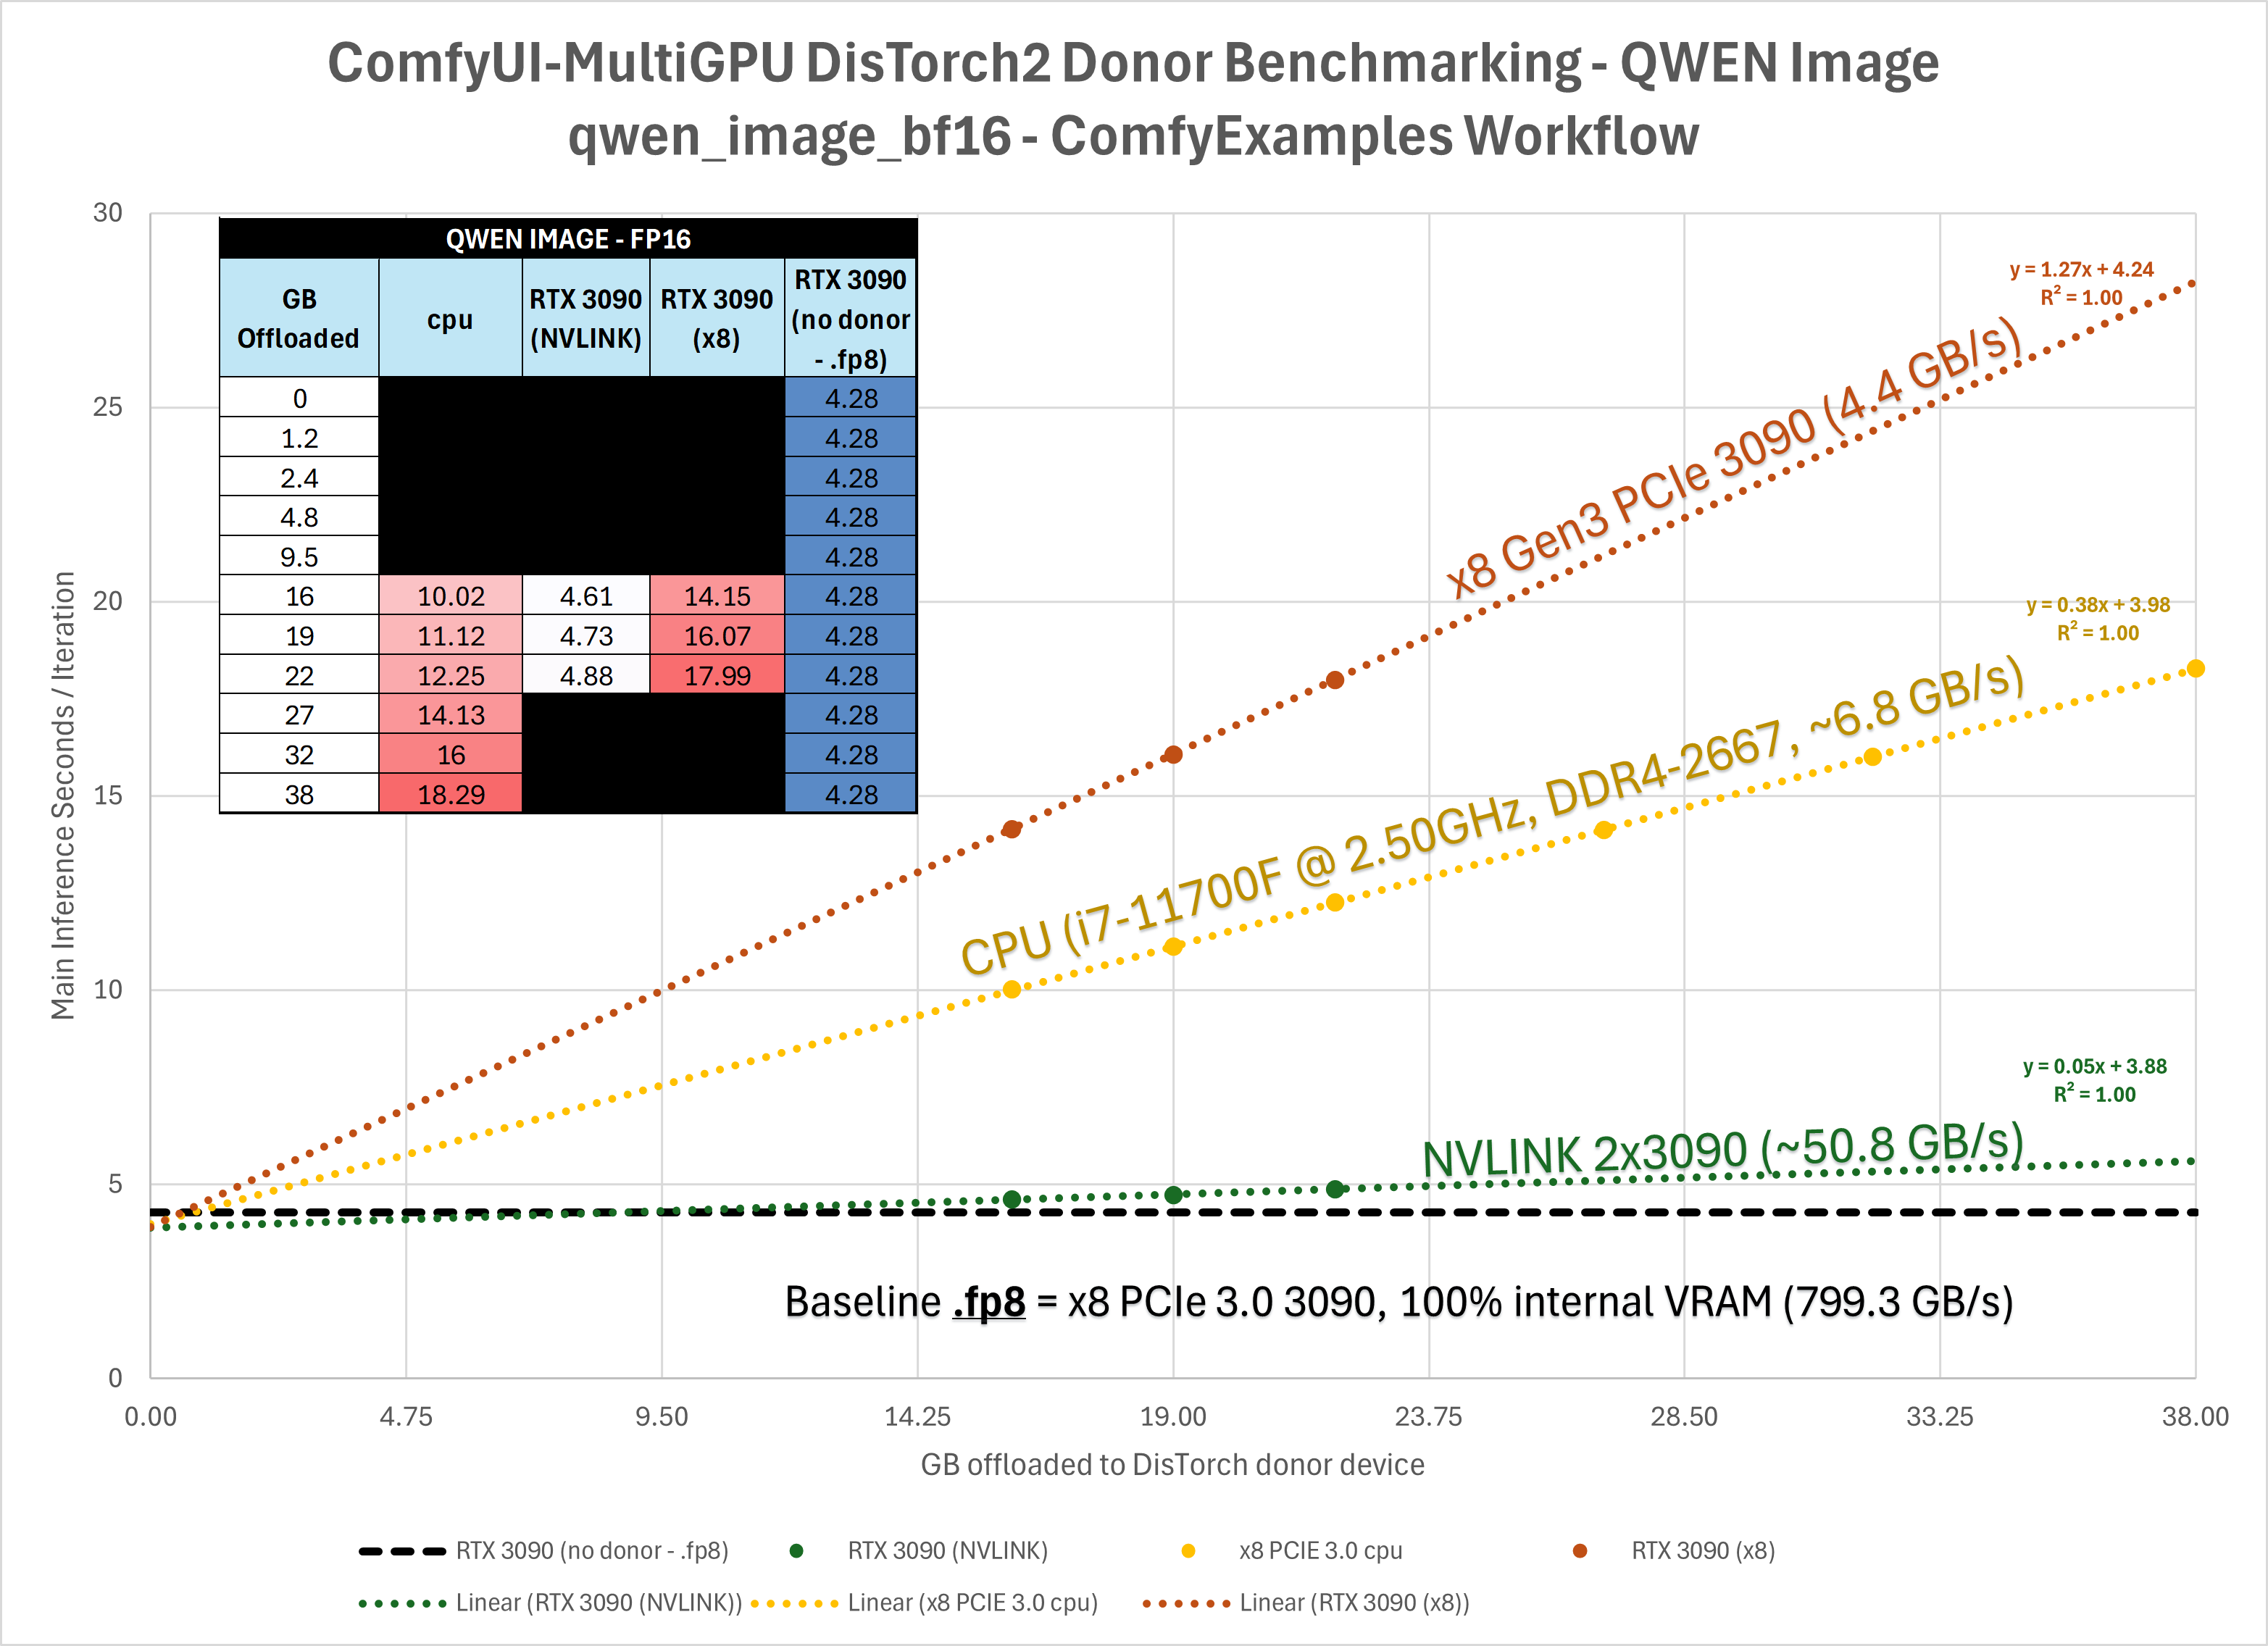 ComfyUI-MultiGPU DisTorch2 Donor Benchmarking - QWEN Image
qwen_image_bf16 - ComfyExamples Workflow
Main Inference Seconds / Iteration
30
25
20
15
10
5
0
QWEN IMAGE - FP16
GB Offloaded cpu RTX 3090 (NVLINK) RTX 3090 (x8) RTX 3090 (no donor - .fp8)
0 4.28
1.2 4.28
2.4 4.28
4.8 4.28
9.5 4.28
16 10.02 4.61 14.15 4.28
19 11.12 4.73 16.07 4.28
22 12.25 4.88 17.99 4.28
27 14.13 4.28
32 16 4.28
38 18.29 4.28
y = 1.27x + 4.24
R² = 1.00
x8 Gen3 PCIe 3090 (4.4 GB/s)
y = 0.38x + 3.98
R² = 1.00
CPU (i7-11700F @ 2.50GHz, DDR4-2667, ~6.8 GB/s)
y = 0.05x + 3.88
R² = 1.00
NVLINK 2x3090 (~50.8 GB/s)
Baseline .fp8 = x8 PCIe 3.0 3090, 100% internal VRAM (799.3 GB/s)
0.00 4.75 9.50 14.25 19.00 23.75 28.50 33.25 38.00
GB offloaded to DisTorch donor device
RTX 3090 (no donor - .fp8) RTX 3090 (NVLINK) x8 PCIE 3.0 cpu RTX 3090 (x8)
Linear (RTX 3090 (NVLINK)) Linear (x8 PCIE 3.0 cpu) Linear (RTX 3090 (x8))